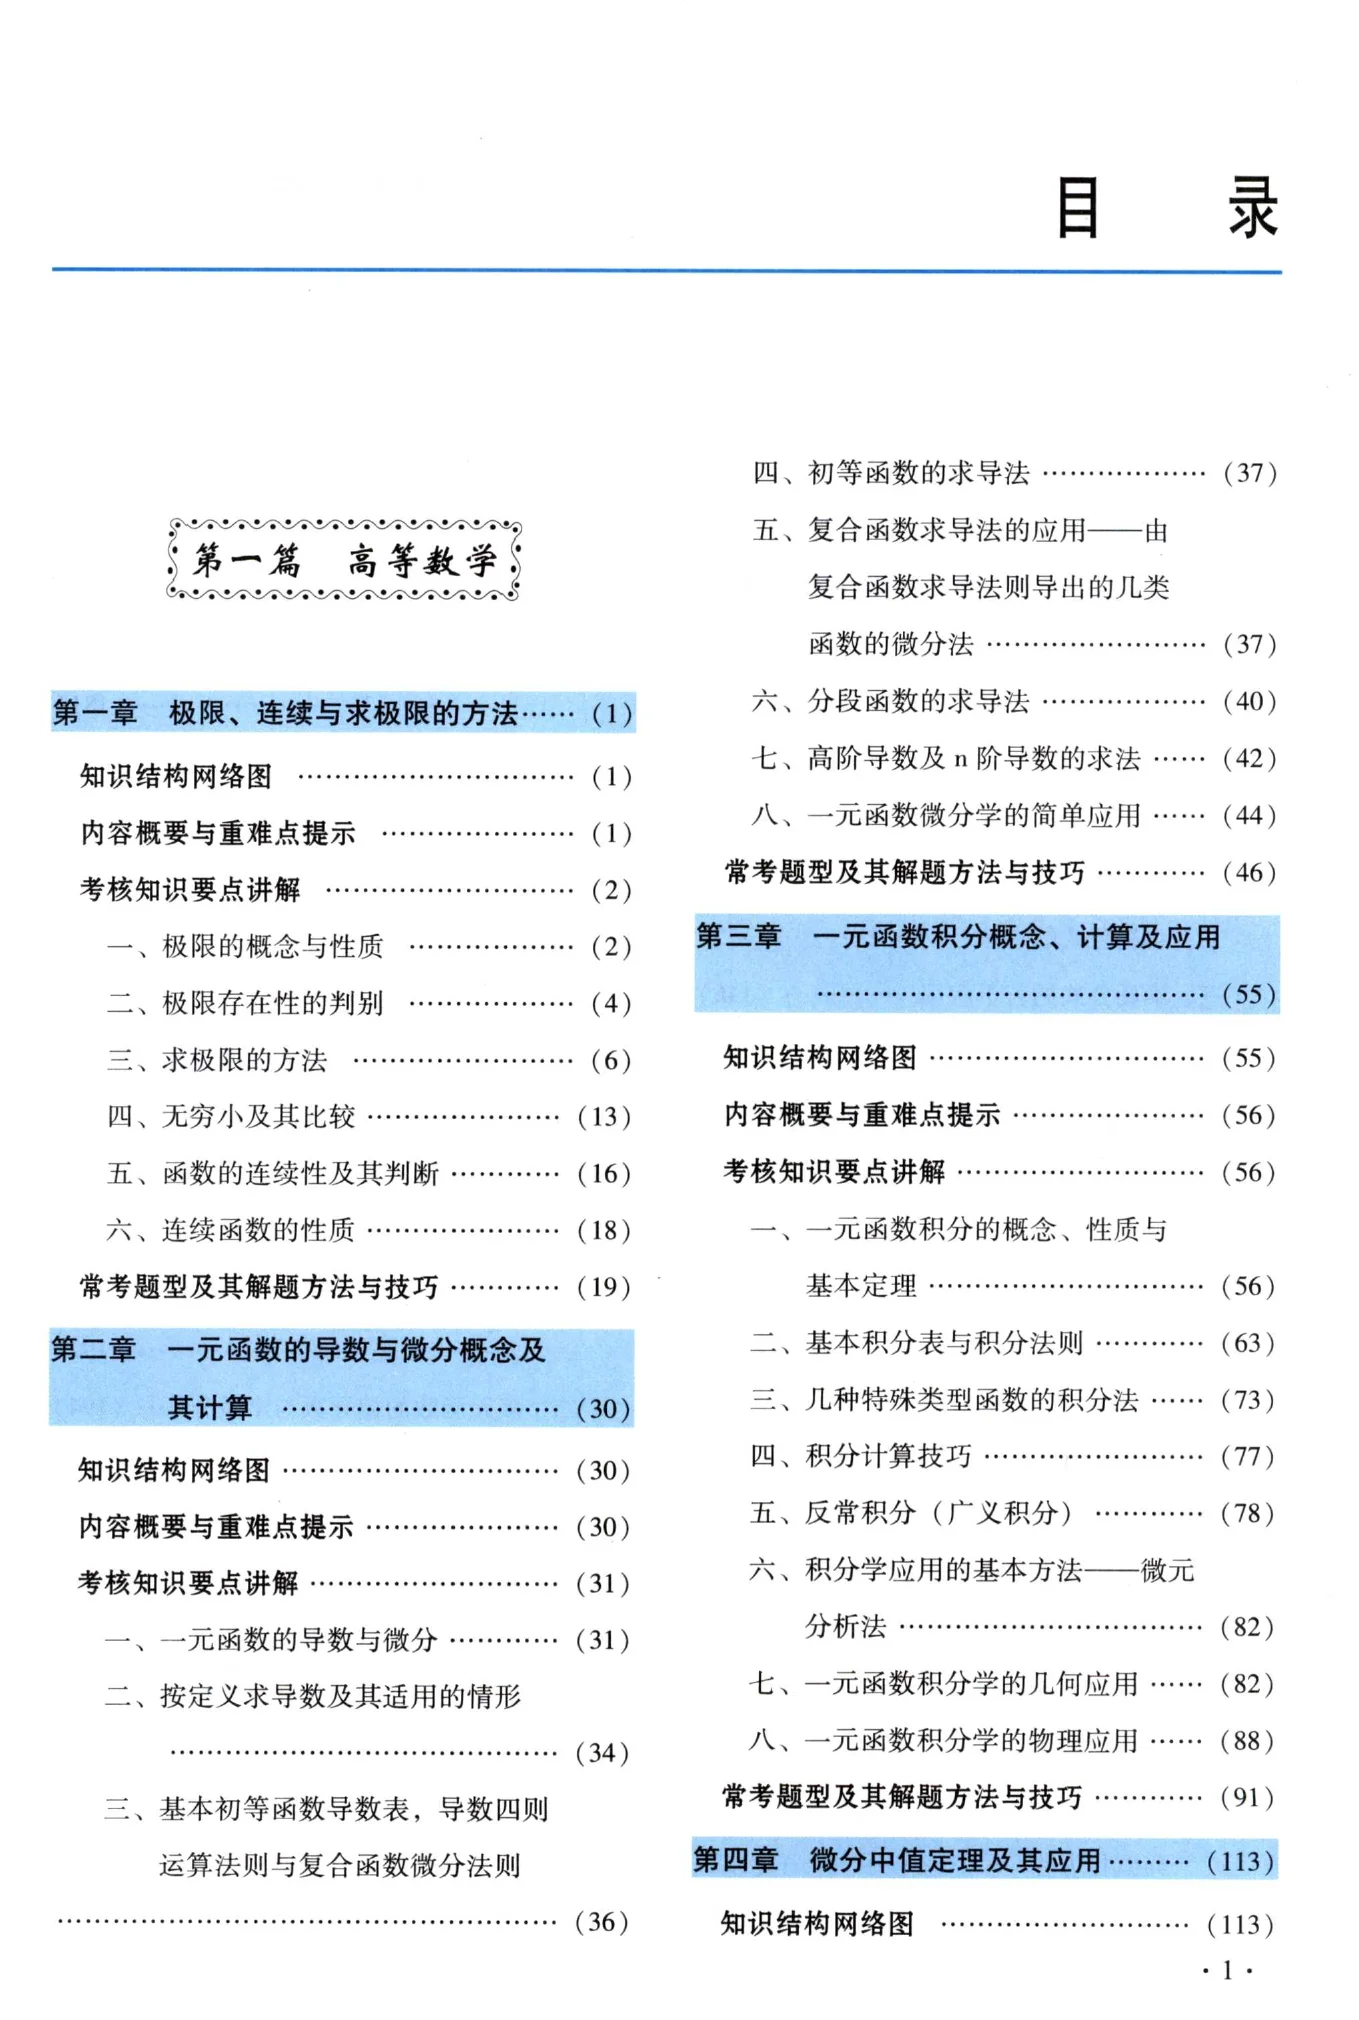 目　　录
第一篇　高等数学
第一章　极限、连续与求极限的方法……(1)
知识结构网络图 …………………………(1)
内容概要与重难点提示 …………………(1)
考核知识要点讲解 ………………………(2)
一、极限的概念与性质 ………………(2)
二、极限存在性的判别 …………………(4)
三、求极限的方法 ……………………(6)
四、无穷小及其比较 …………………(13)
五、函数的连续性及其判断 …………(16)
六、连续函数的性质 …………………(18)
常考题型及其解题方法与技巧 …………(19)
第二章　一元函数的导数与微分概念及
其计算 …………………………(30)
知识结构网络图 …………………………(30)
内容概要与重难点提示 …………………(30)
考核知识要点讲解 ………………………(31)
一、一元函数的导数与微分 …………(31)
二、按定义求导数及其适用的情形
……………………………………(34)
三、基本初等函数导数表，导数四则
运算法则与复合函数微分法则
………………………………………………(36)
四、初等函数的求导法 ………………(37)
五、复合函数求导法的应用——由
复合函数求导法则导出的几类
函数的微分法 ……………………(37)
六、分段函数的求导法 ………………(40)
七、高阶导数及 n 阶导数的求法 ……(42)
八、一元函数微分学的简单应用 ……(44)
常考题型及其解题方法与技巧 …………(46)
第三章　一元函数积分概念、计算及应用
……………………………………(55)
知识结构网络图 …………………………(55)
内容概要与重难点提示 …………………(56)
考核知识要点讲解 ………………………(56)
一、一元函数积分的概念、性质与
基本定理 …………………………(56)
二、基本积分表与积分法则 …………(63)
三、几种特殊类型函数的积分法 ……(73)
四、积分计算技巧 ……………………(77)
五、反常积分（广义积分） …………(78)
六、积分学应用的基本方法——微元
分析法 ……………………………(82)
七、一元函数积分学的几何应用 ……(82)
八、一元函数积分学的物理应用 ……(88)
常考题型及其解题方法与技巧 …………(91)
第四章　微分中值定理及其应用………(113)
知识结构网络图 ………………………(113)
· 1 ·